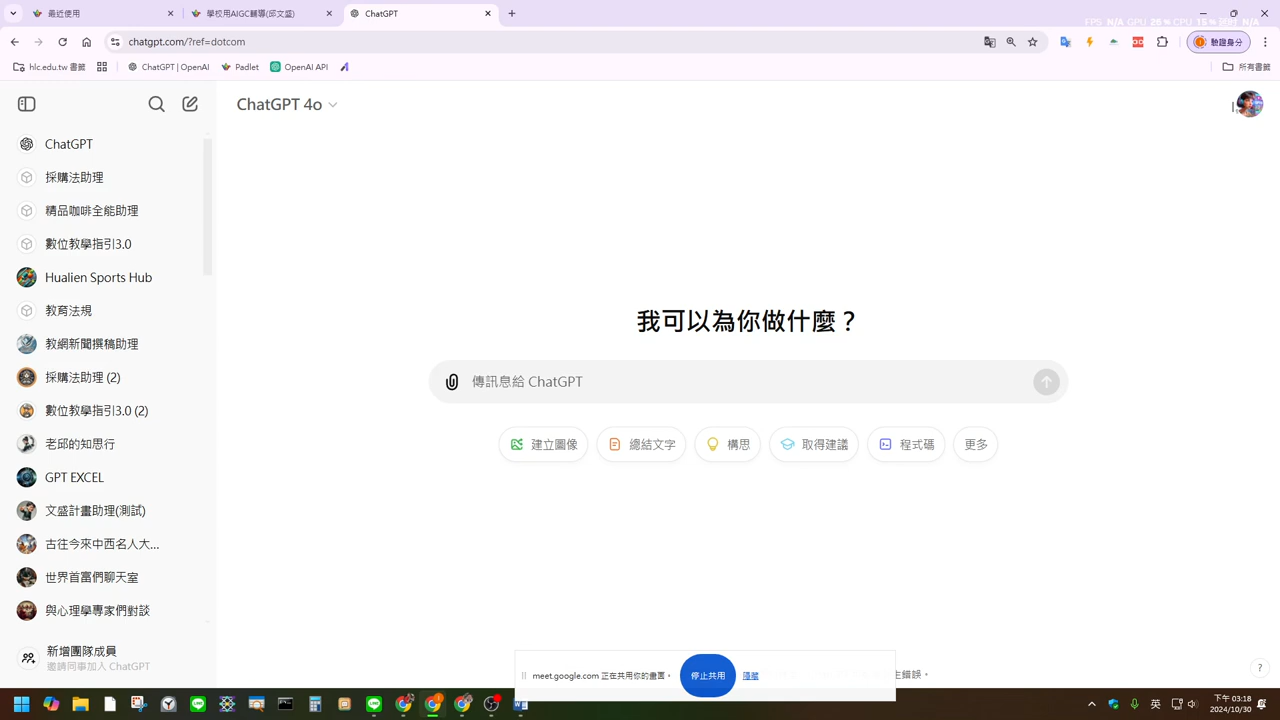 最近使用
學校用AIGC輔導(邱文盛)
ChatGPT
FPS N/A GPU 26 % CPU 15 % 延時 N/A
chatgpt.com/?ref=dotcom
驗證身分
hlc.edu.tw 書籤
ChatGPT | OpenAI
Padlet
OpenAI API
所有書籤
ChatGPT 4o
ChatGPT
採購法助理
精品咖啡全能助理
數位教學指引3.0
Hualien Sports Hub
教育法規
教網新聞撰稿助理
採購法助理 (2)
數位教學指引3.0 (2)
老邱的知思行
GPT EXCEL
文盛計畫助理(測試)
古往今來中西名人大...
世界首富們聊天室
與心理學專家們對談
新增團隊成員
邀請同事加入 ChatGPT
我可以為你做什麼？
傳訊息給 ChatGPT
建立圖像
總結文字
構思
取得建議
程式碼
更多
meet.google.com 正在共用你的畫面。
停止共用
隱藏
生錯誤。
?
英
下午 03:18
2024/10/30